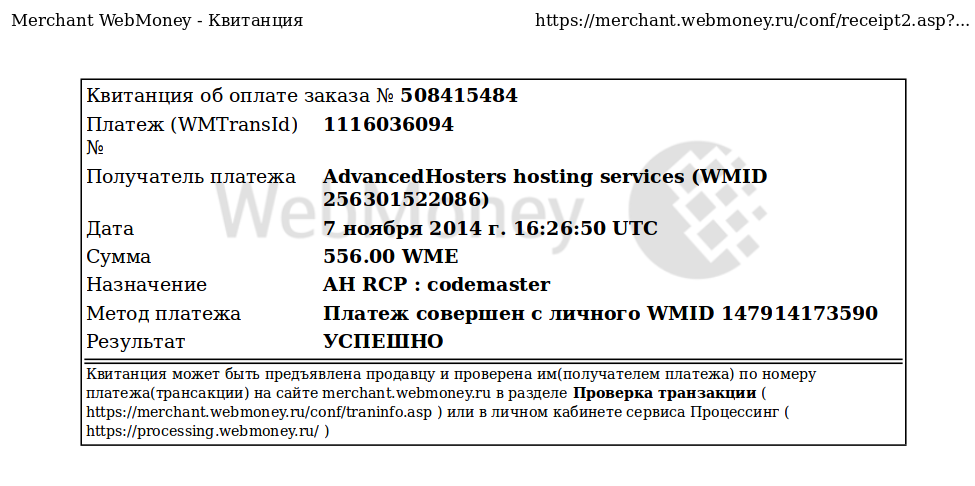 Merchant WebMoney - Квитанция https://merchant.webmoney.ru/conf/receipt2.asp?...
Квитанция об оплате заказа № 508415484
Платеж (WMTransId) 1116036094
№
Получатель платежа AdvancedHosters hosting services (WMID
256301522086)
WebMoney
Дата 7 ноября 2014 г. 16:26:50 UTC
Сумма 556.00 WME
Назначение AH RCP : codemaster
Метод платежа Платеж совершен с личного WMID 147914173590
Результат УСПЕШНО
Квитанция может быть предъявлена продавцу и проверена им(получателем платежа) по номеру
платежа(трансакции) на сайте merchant.webmoney.ru в разделе Проверка транзакции (
https://merchant.webmoney.ru/conf/traninfo.asp ) или в личном кабинете сервиса Процессинг (
https://processing.webmoney.ru/ )